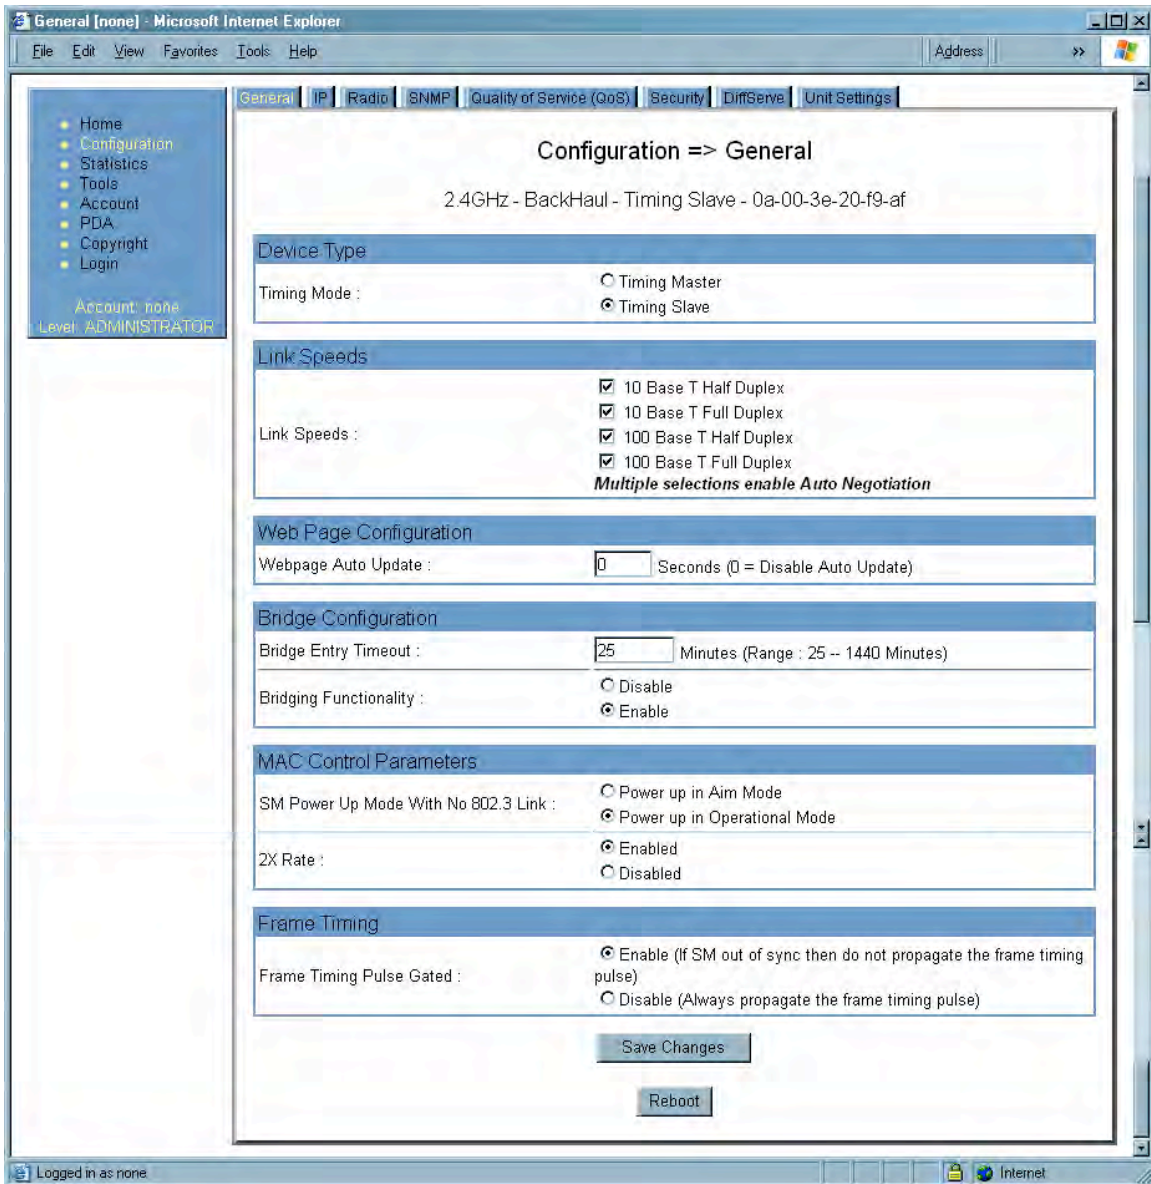 General [none] - Microsoft Internet Explorer
File Edit View Favorites Tools Help
Address »
General IP Radio SNMP Quality of Service (QoS) Security DiffServe Unit Settings
Home
Configuration
Statistics
Tools
Account
PDA
Copyright
Login
Account: none
Level: ADMINISTRATOR
Configuration => General
2.4GHz - BackHaul - Timing Slave - 0a-00-3e-20-f9-af
Device Type
Timing Mode :
Timing Master
Timing Slave
Link Speeds
Link Speeds :
10 Base T Half Duplex
10 Base T Full Duplex
100 Base T Half Duplex
100 Base T Full Duplex
Multiple selections enable Auto Negotiation
Web Page Configuration
Webpage Auto Update : 0 Seconds (0 = Disable Auto Update)
Bridge Configuration
Bridge Entry Timeout : 25 Minutes (Range : 25 -- 1440 Minutes)
Bridging Functionality :
Disable
Enable
MAC Control Parameters
SM Power Up Mode With No 802.3 Link :
Power up in Aim Mode
Power up in Operational Mode
2X Rate :
Enabled
Disabled
Frame Timing
Frame Timing Pulse Gated :
Enable (If SM out of sync then do not propagate the frame timing
pulse)
Disable (Always propagate the frame timing pulse)
Save Changes
Reboot
Logged in as none
Internet